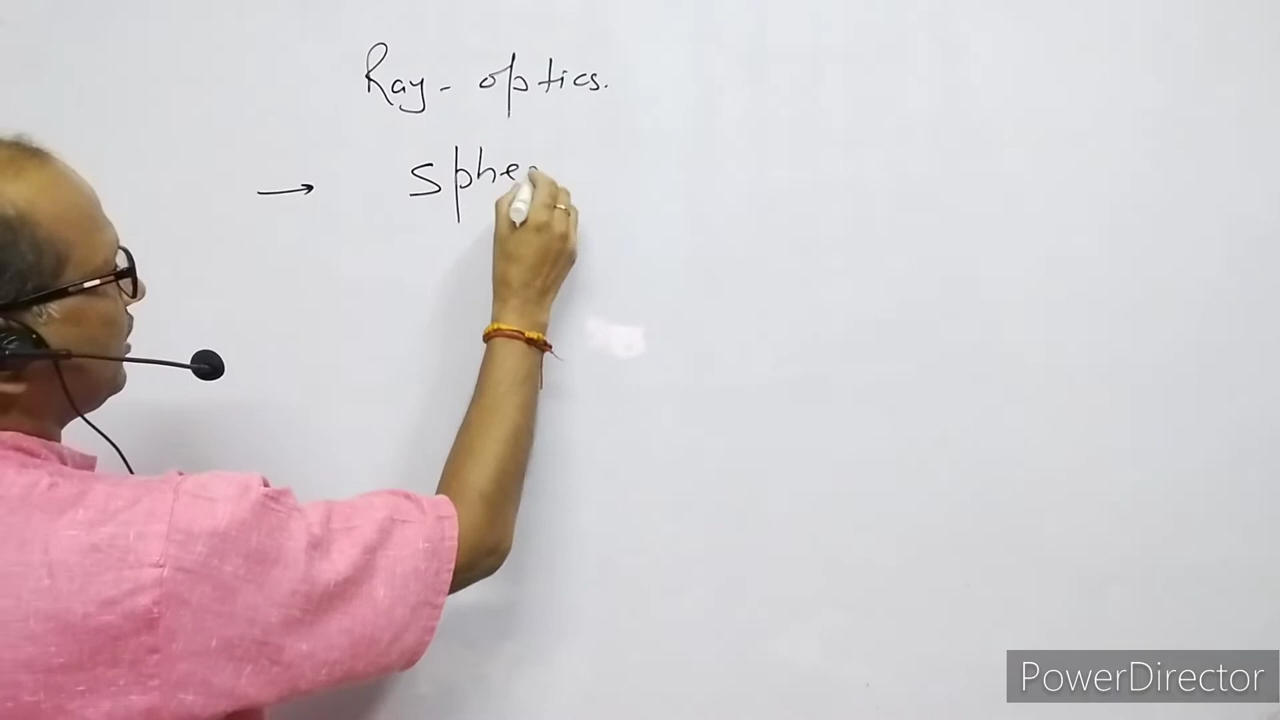 Ray - optics.
→ Sphe
PowerDirector